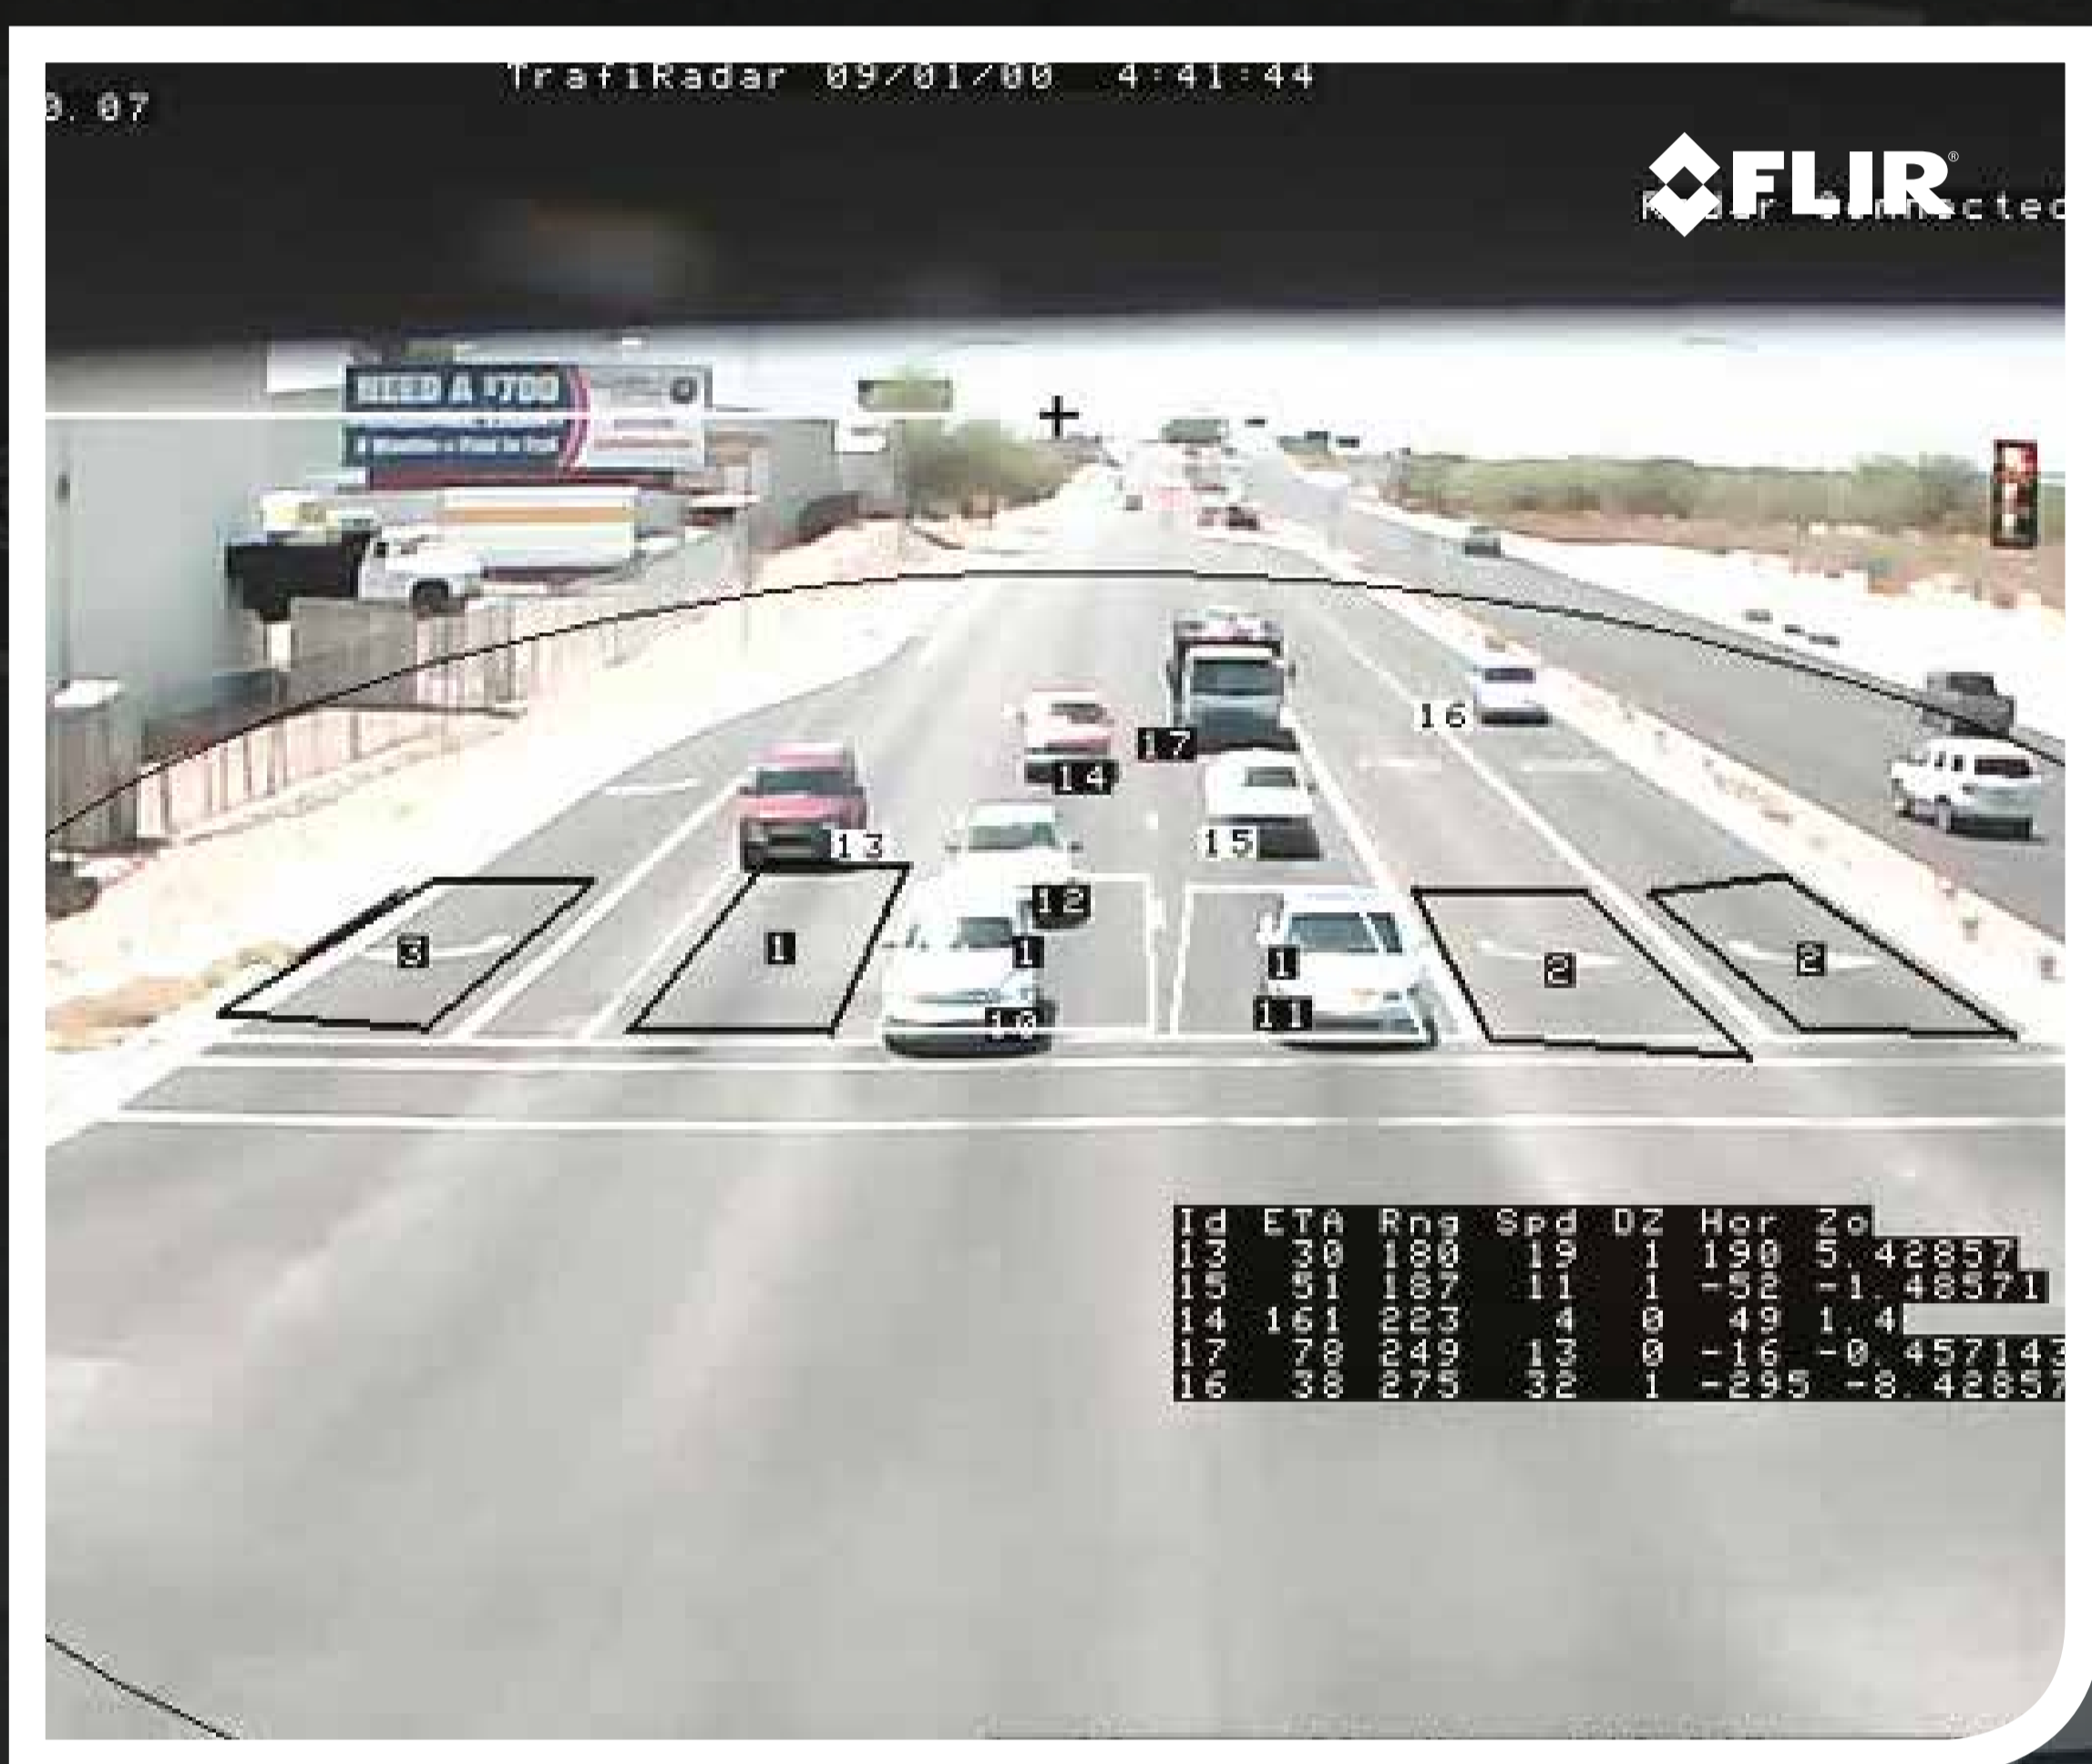 TrafiRadar 09/01/00 4:41:44
0.07
FLIR®
Connected
NEED A $700
16
17
14
13
15
12
3
1
1
1
2
2
10
11
Id ETA Rng Spd DZ Hor Zo
13 30 180 19 1 190 5.42857
15 51 187 11 1 -52 -1.48571
14 161 223 4 0 49 1.4
17 78 249 13 0 -16 -0.457143
16 38 275 32 1 -295 -8.42857